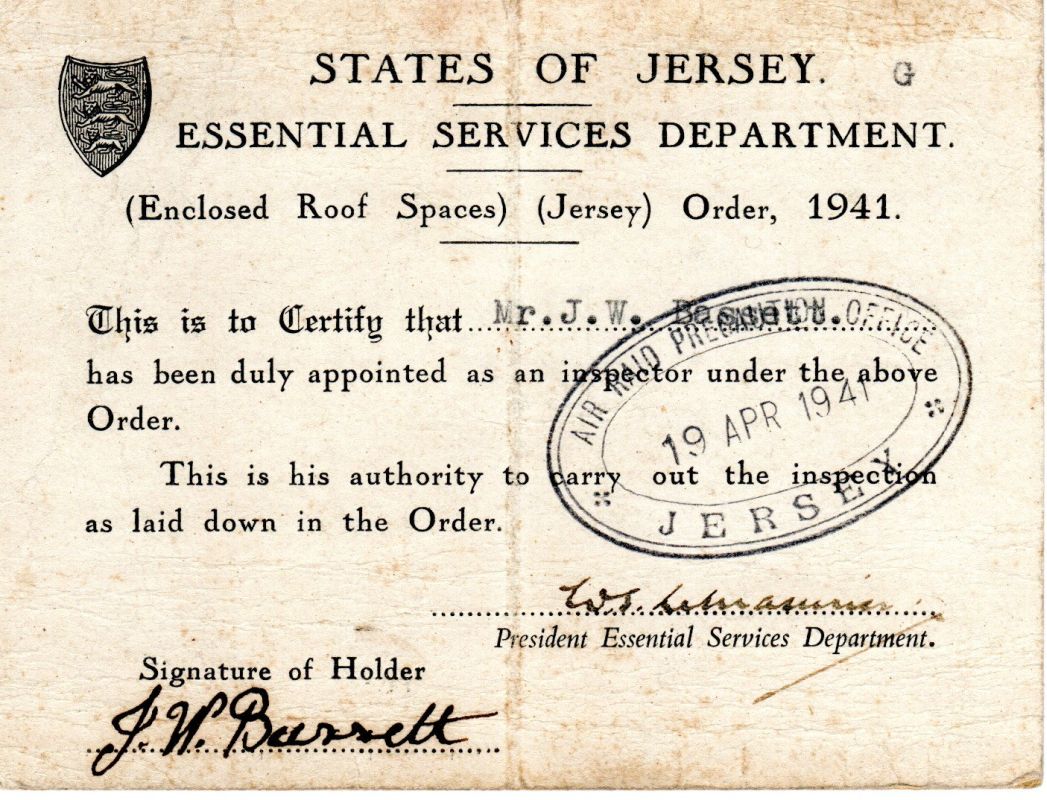 STATES OF JERSEY. G
ESSENTIAL SERVICES DEPARTMENT.
(Enclosed Roof Spaces) (Jersey) Order, 1941.
This is to Certify that Mr. J. W. Bassett.
has been duly appointed as an inspector under the above
Order.
This is his authority to carry out the inspection
as laid down in the Order.
AIR RAID PRECAUTION OFFICE
19 APR 1941
JERSEY
President Essential Services Department.
Signature of Holder
J. W. Bassett